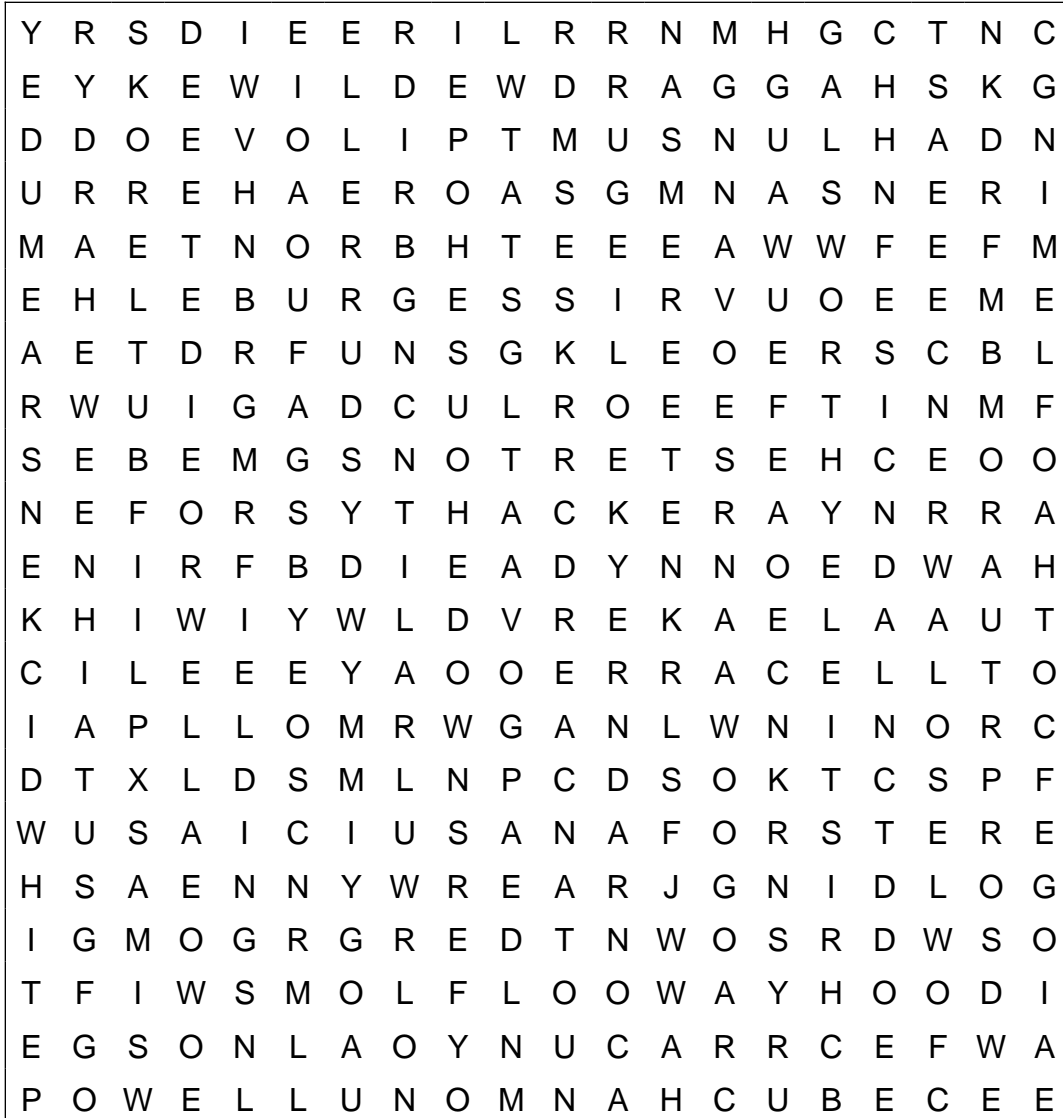 Y R S D I E E R I L R R N M H G C T N C
E Y K E W I L D E W D R A G G A H S K G
D D O E V O L I P T M U S N U L H A D N
U R R E H A E R O A S G M N A S N E R I
M A E T N O R B H T E E E A W W F E F M
E H L E B U R G E S S I R V U O E E M E
A E T D R F U N S G K L E O E R S C B L
R W U I G A D C U L R O E E F T I N M F
S E B E M G S N O T R E T S E H C E O O
N E F O R S Y T H A C K E R A Y N R R A
E N I R F B D I E A D Y N N O E D W A H
K H I W I Y W L D V R E K A E L A A U T
C I L E E E Y A O O E R R A C E L L T O
I A P L L O M R W G A N L W N I N O R C
D T X L D S M L N P C D S O K T C S P F
W U S A I C I U S A N A F O R S T E R E
H S A E N N Y W R E A R J G N I D L O G
I G M O G R G R E D T N W O S R D W S O
T F I W S M O L F L O O W A Y H O O D I
E G S O N L A O Y N U C A R R C E F W A
P O W E L L U N O M N A H C U B E C E E